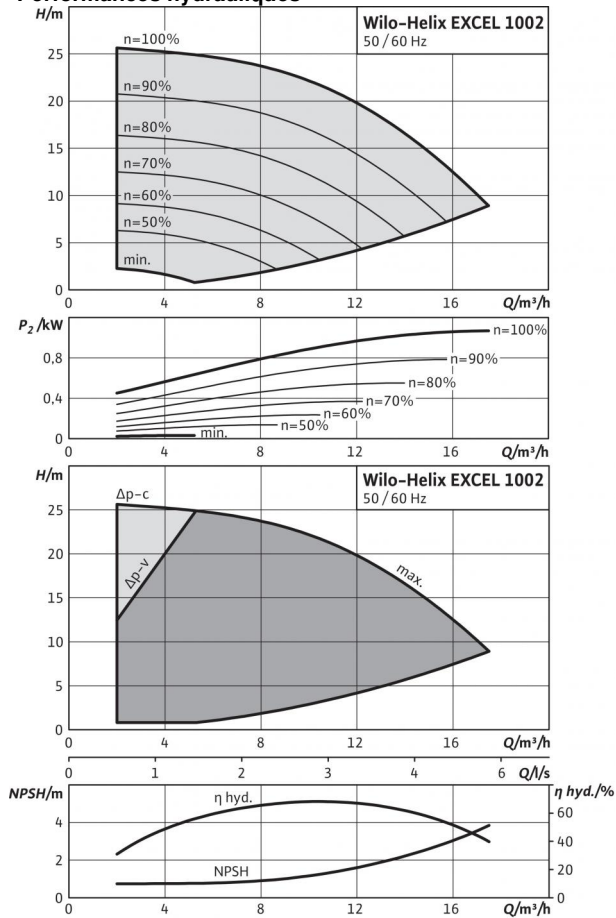 Performances hydrauliques
H/m
Wilo-Helix EXCEL 1002
50 / 60 Hz
n=100%
25
n=90%
20
n=80%
15
n=70%
10
n=60%
n=50%
5
min.
0
0 4 8 12 16 Q/m³/h
P₂ /kW
n=100%
0,8
n=90%
n=80%
0,4
n=70%
n=60%
n=50%
min.
0
0 4 8 12 16 Q/m³/h
H/m
Wilo-Helix EXCEL 1002
50 / 60 Hz
Δp-c
25
20
Δp-v
max.
15
10
5
0
0 4 8 12 16 Q/m³/h
0 1 2 3 4 6 Q/l/s
NPSH/m
η hyd./%
η hyd.
4
60
40
2
NPSH
20
0
0
0 4 8 12 16 Q/m³/h